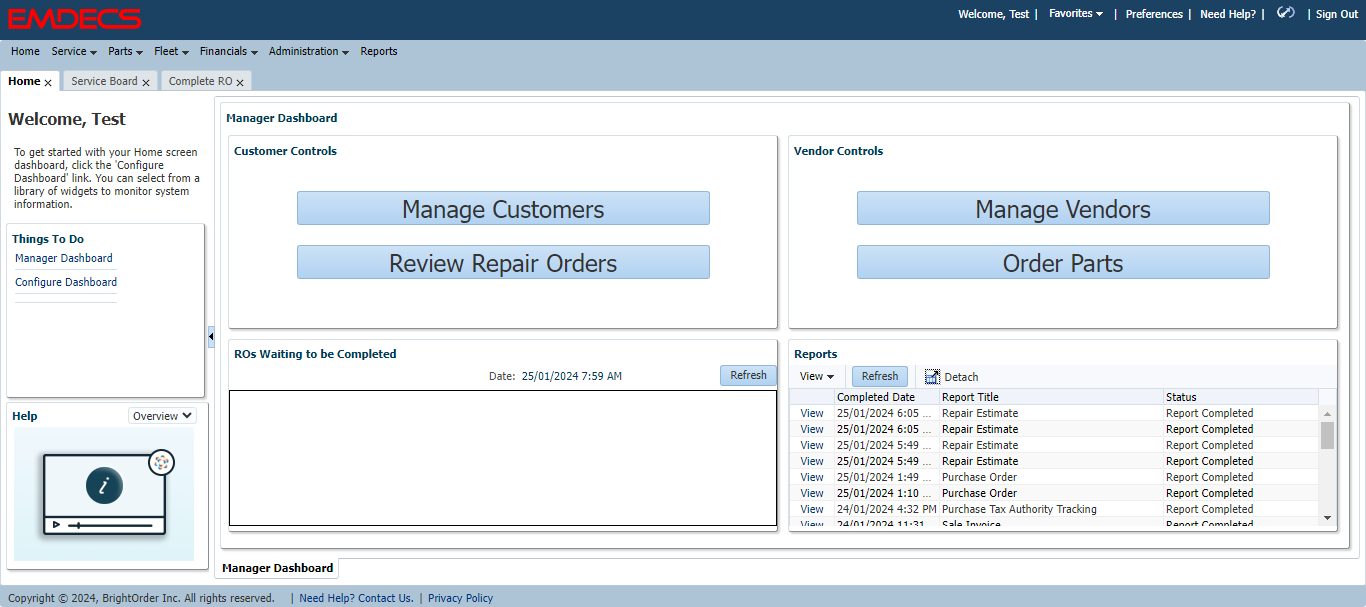 EMDECS
Welcome, Test | Favorites | Preferences | Need Help? | | Sign Out
Home Service Parts Fleet Financials Administration Reports
Home x Service Board x Complete RO x
Welcome, Test
To get started with your Home screen
dashboard, click the 'Configure
Dashboard' link. You can select from a
library of widgets to monitor system
information.
Things To Do
Manager Dashboard
Configure Dashboard
Help Overview
i
Manager Dashboard
Customer Controls
Manage Customers
Review Repair Orders
Vendor Controls
Manage Vendors
Order Parts
ROs Waiting to be Completed
Date: 25/01/2024 7:59 AM Refresh
Reports
View Refresh Detach
Completed Date Report Title Status
View 25/01/2024 6:05 ... Repair Estimate Report Completed
View 25/01/2024 6:05 ... Repair Estimate Report Completed
View 25/01/2024 5:49 ... Repair Estimate Report Completed
View 25/01/2024 5:49 ... Repair Estimate Report Completed
View 25/01/2024 1:49 ... Purchase Order Report Completed
View 25/01/2024 1:10 ... Purchase Order Report Completed
View 24/01/2024 4:32 PM Purchase Tax Authority Tracking Report Completed
View 24/01/2024 11:31 Sale Invoice Report Completed
Manager Dashboard
Copyright © 2024, BrightOrder Inc. All rights reserved. | Need Help? Contact Us. | Privacy Policy